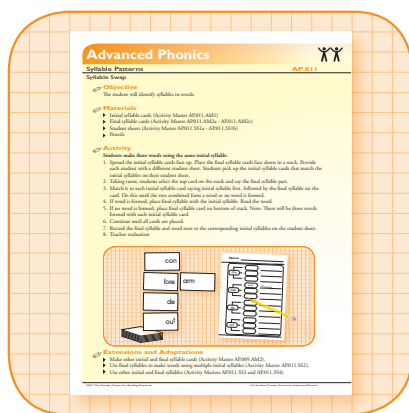 Advanced Phonics
Syllable Patterns AP.011
Syllable Swap
Objective
The student will identify syllables in words.
Materials
Initial syllable cards (Activity Master AP.011.AM1)
Final syllable cards (Activity Master AP.011.AM2a - AP.011.AM2c)
Student sheets (Activity Master AP.011.SS1a - AP.011.SS1b)
Pencils
Activity
Students make three words using the same initial syllable.
1. Spread the initial syllable cards face up. Place the final syllable cards face down in a stack. Provide
each student with a different student sheet. Students pick up the initial syllable cards that match the
initial syllables on their student sheet.
2. Taking turns, students select the top card on the stack and say the final syllable part.
3. Match it to each initial syllable card saying initial syllable first, followed by the final syllable on the
card. Do this until the two combined form a word or no word is formed.
4. If word is formed, place final syllable with the initial syllable. Read the word.
5. If no word is formed, place final card on bottom of stack. Note: There will be three words
formed with each initial syllable card.
6. Continue until all cards are placed.
7. Record the final syllable and word next to the corresponding initial syllables on the student sheet.
8. Teacher evaluation
con
fore arm
de
out
Extensions and Adaptations
Make other initial and final syllable cards (Activity Master AP.009.AM2).
Use final syllables to make words using multiple initial syllables (Activity Master AP.011.SS2).
Use other initial and final syllables (Activity Masters AP.011.SS3 and AP.011.SS4).